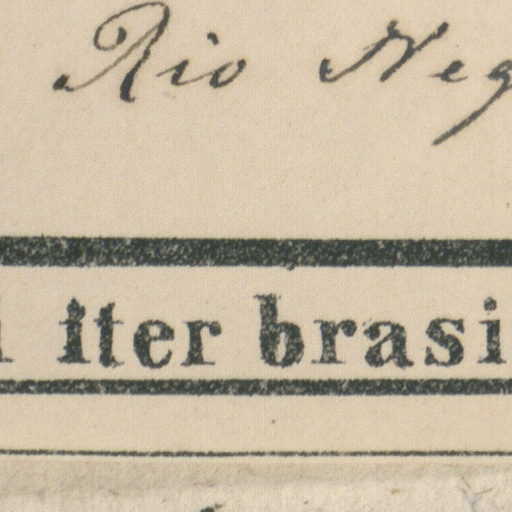 Rio Neg
i iter brasi